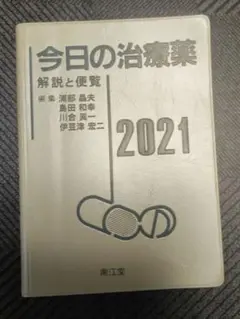 今日の治療薬
解説と便覧
編集 浦部 晶夫
島田 和幸
川合 眞一
伊豆津 宏二
2021
南江堂